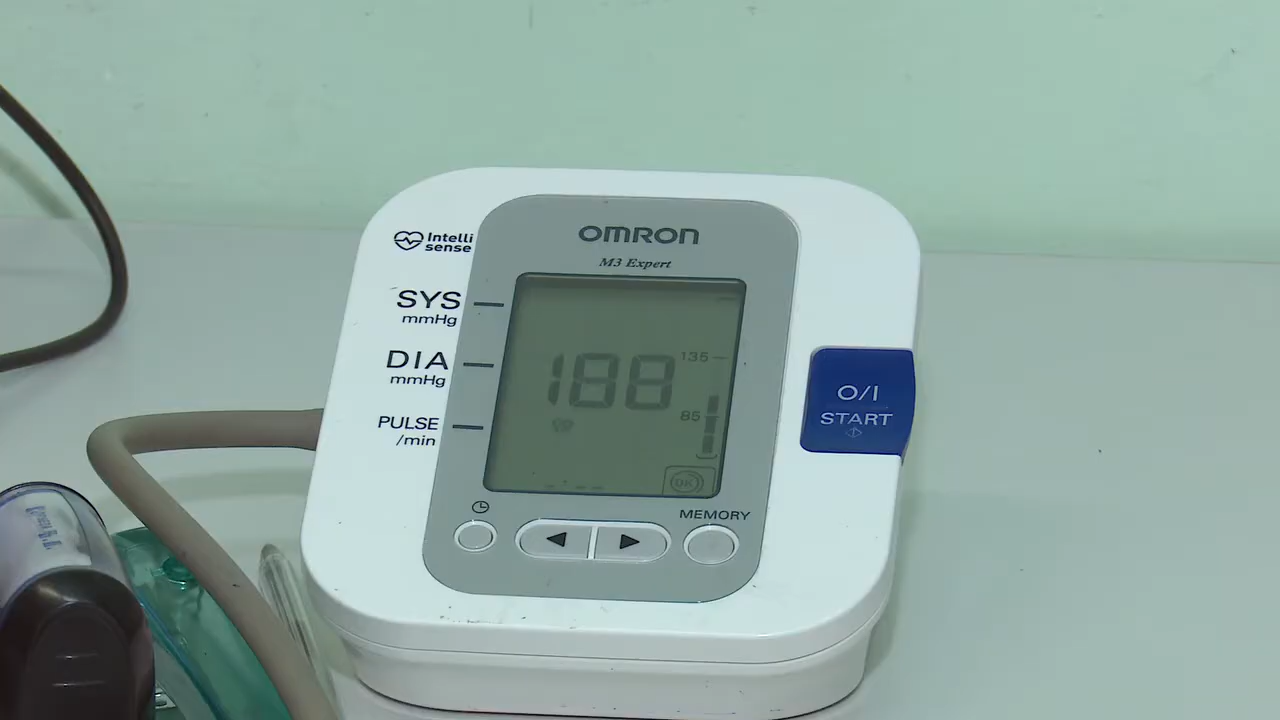 OMRON
M3 Expert
Intelli
sense
SYS
mmHg
DIA
mmHg
PULSE
/min
188
135
85
OK
O/I
START
MEMORY